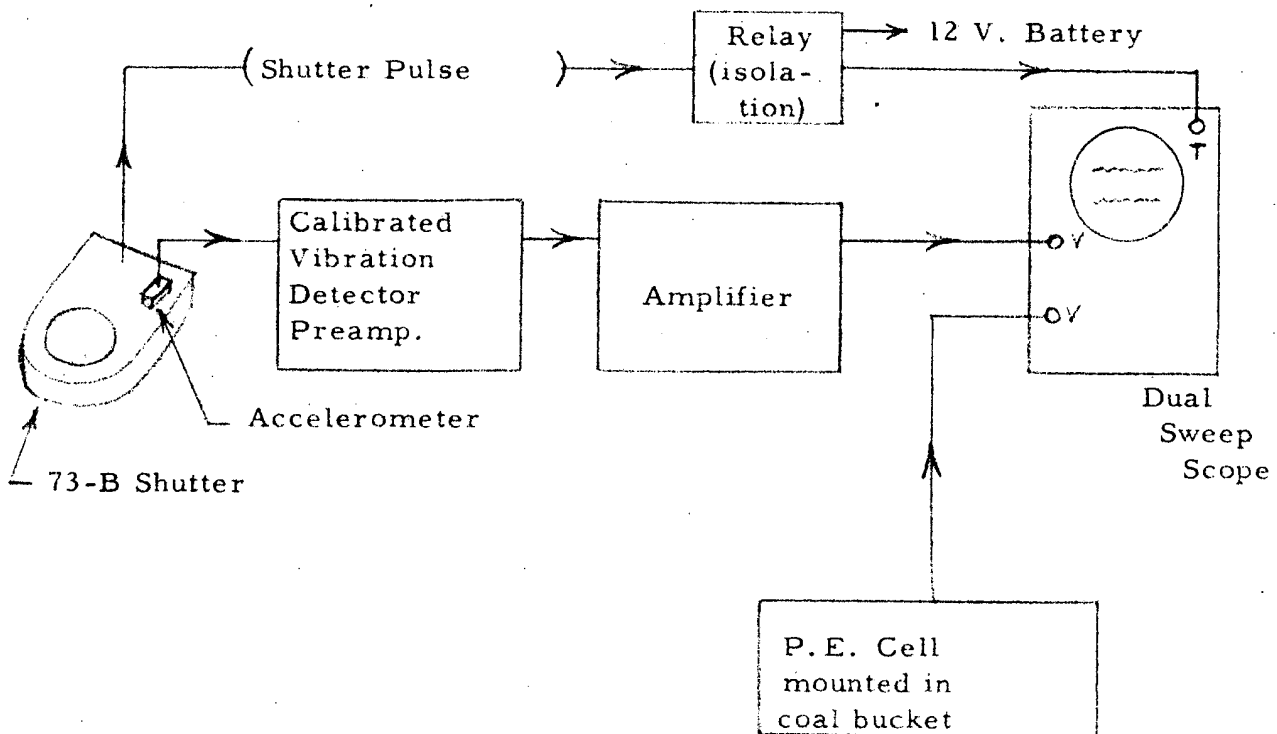 Relay
(isola-
tion)
12 V. Battery
(Shutter Pulse )
T
Calibrated
Vibration
Detector
Preamp.
Amplifier
V
V
Accelerometer
73-B Shutter
Dual
Sweep
Scope
P. E. Cell
mounted in
coal bucket